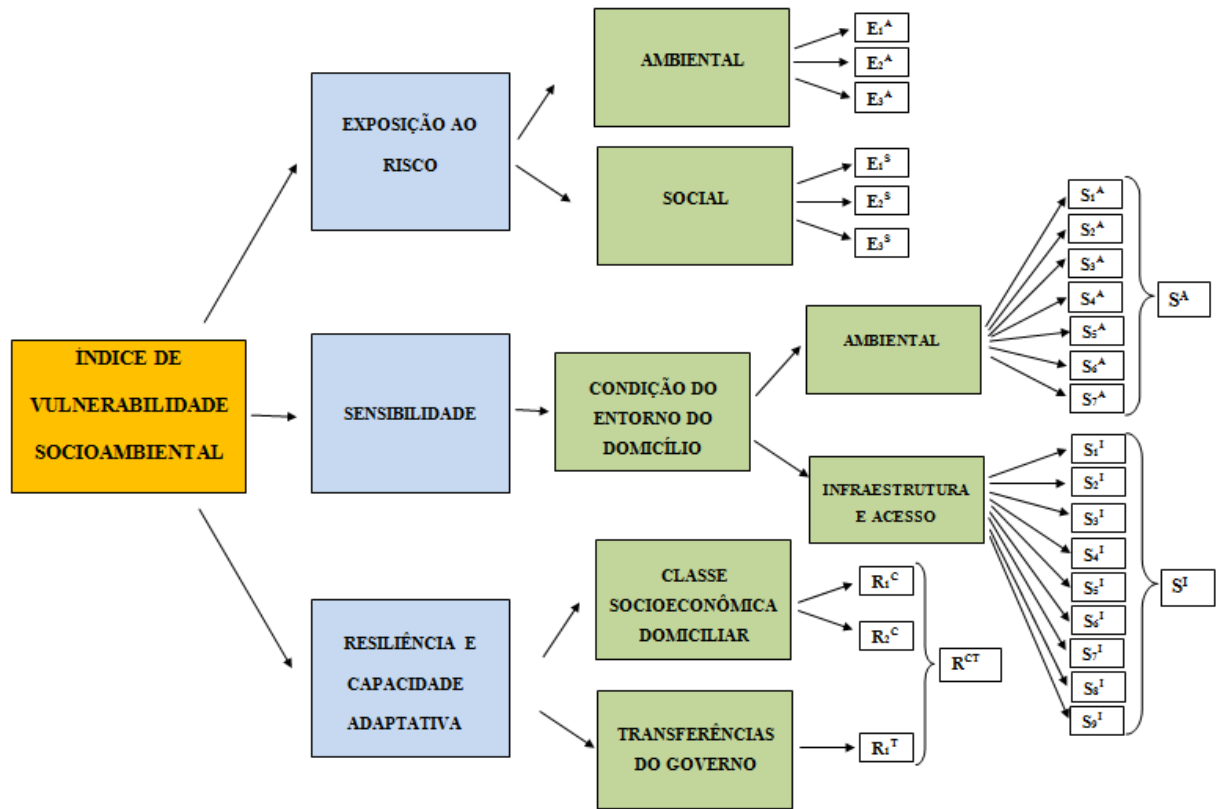 ÍNDICE DE
VULNERABILIDADE
SOCIOAMBIENTAL
EXPOSIÇÃO AO
RISCO
AMBIENTAL
E₁ᴬ
E₂ᴬ
E₃ᴬ
SOCIAL
E₁ˢ
E₂ˢ
E₃ˢ
SENSIBILIDADE
CONDIÇÃO DO
ENTORNO DO
DOMICÍLIO
AMBIENTAL
S₁ᴬ
S₂ᴬ
S₃ᴬ
S₄ᴬ
S₅ᴬ
S₆ᴬ
S₇ᴬ
Sᴬ
INFRAESTRUTURA
E ACESSO
S₁ᴵ
S₂ᴵ
S₃ᴵ
S₄ᴵ
S₅ᴵ
S₆ᴵ
S₇ᴵ
S₈ᴵ
S₉ᴵ
Sᴵ
RESILIÊNCIA E
CAPACIDADE
ADAPTATIVA
CLASSE
SOCIOECONÔMICA
DOMICILIAR
R₁ᶜ
R₂ᶜ
TRANSFERÊNCIAS
DO GOVERNO
R₁ᵀ
Rᶜᵀ